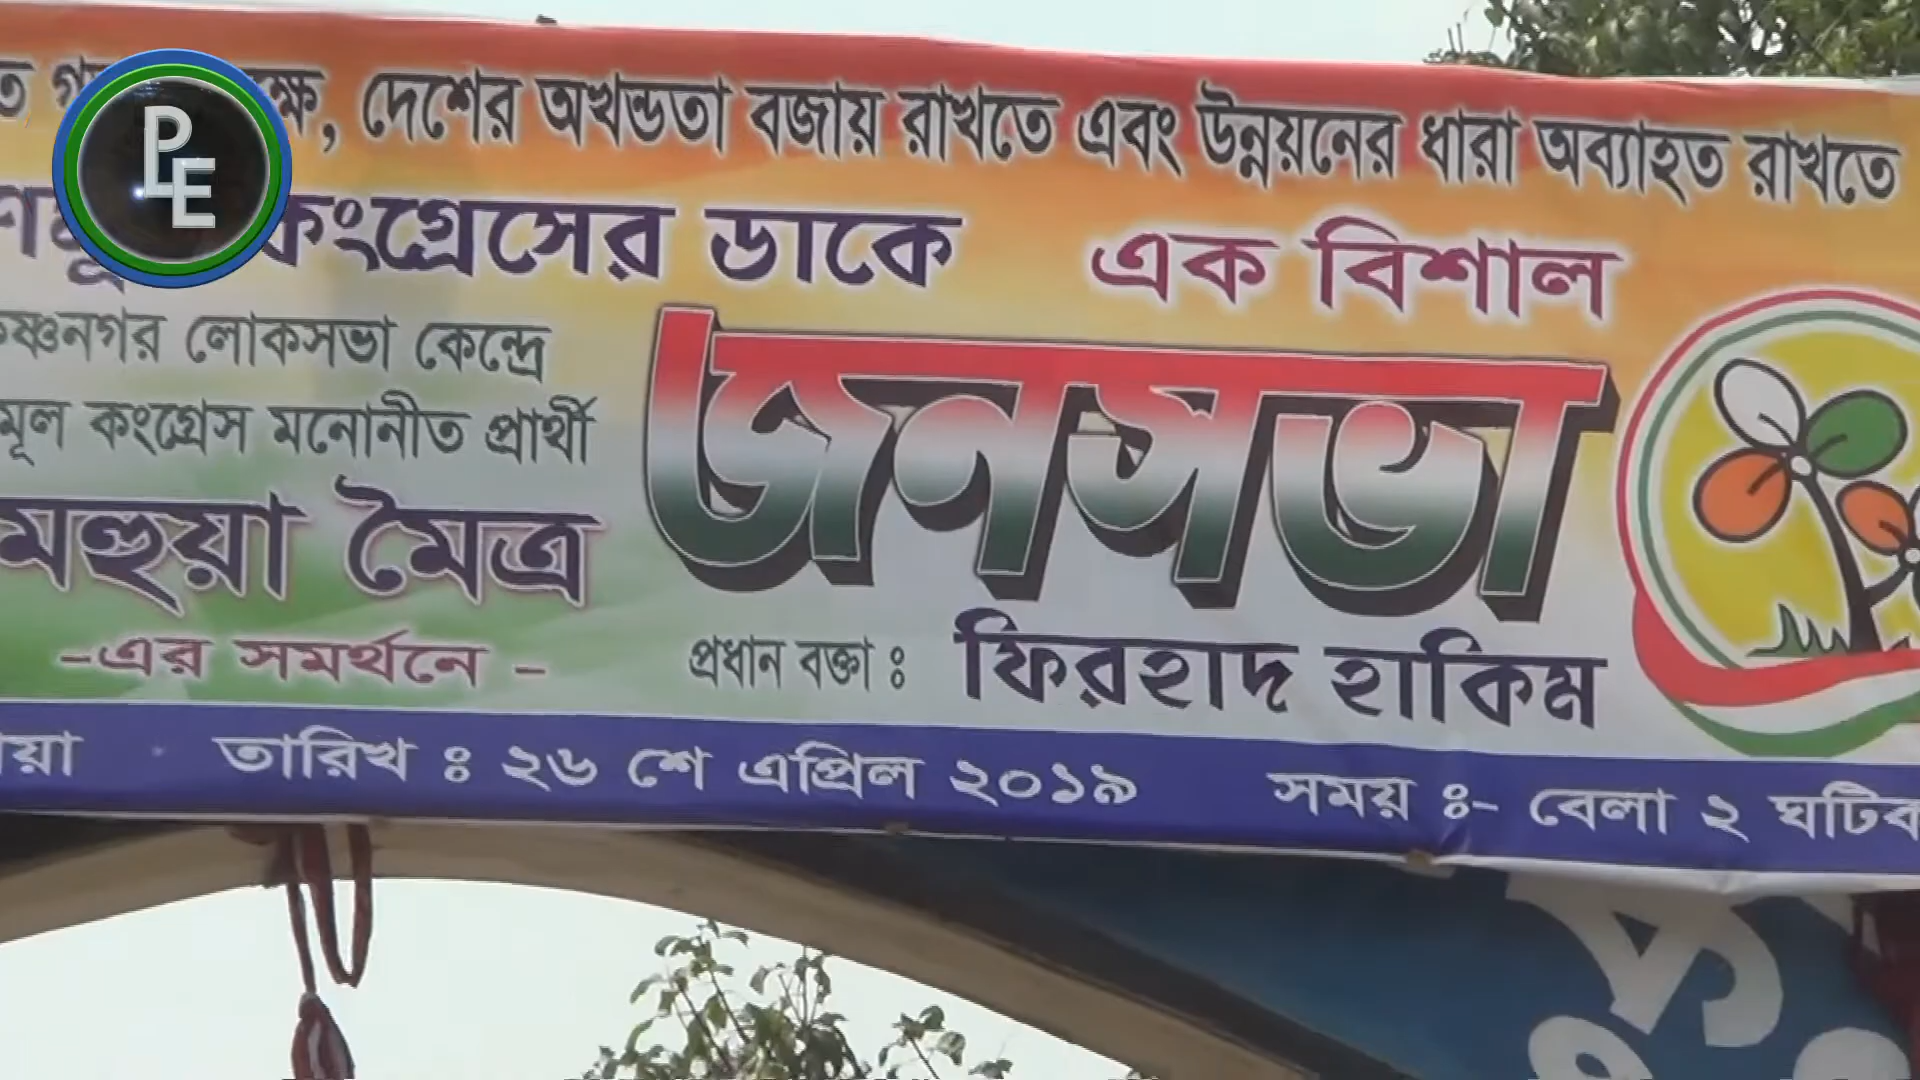 PE
দেশের অখন্ডতা বজায় রাখতে এবং উন্নয়নের ধারা অব্যাহত রাখতে
কংগ্রেসের ডাকে এক বিশাল
জনসভা
কৃষ্ণনগর লোকসভা কেন্দ্রে
কংগ্রেস মনোনীত প্রার্থী
মহুয়া মৈত্র
-এর সমর্থনে -
প্রধান বক্তা ঃ ফিরহাদ হাকিম
তারিখ ঃ ২৬ শে এপ্রিল ২০১৯ সময় ঃ- বেলা ২